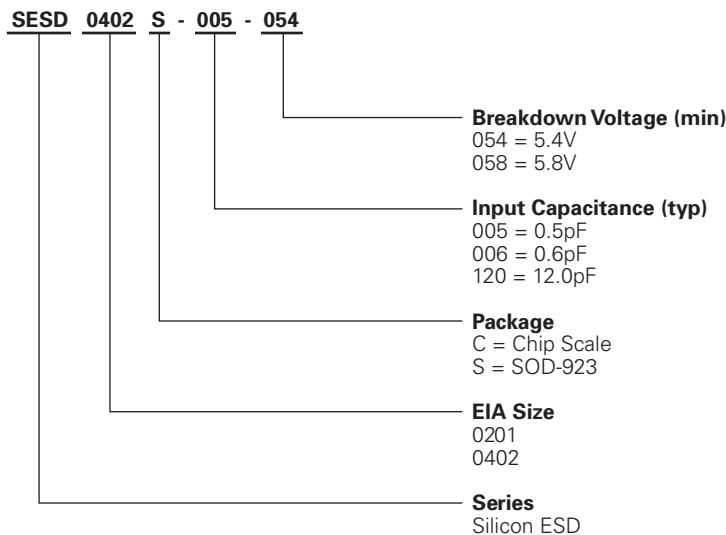 SESD 0402 S - 005 - 054
Breakdown Voltage (min)
054 = 5.4V
058 = 5.8V
Input Capacitance (typ)
005 = 0.5pF
006 = 0.6pF
120 = 12.0pF
Package
C = Chip Scale
S = SOD-923
EIA Size
0201
0402
Series
Silicon ESD